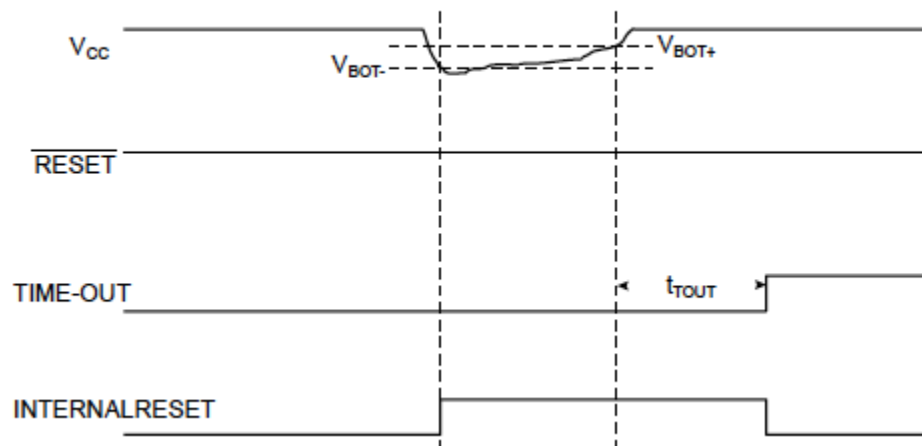 VCC
VBOT+
VBOT-
RESET
TIME-OUT
tTOUT
INTERNALRESET